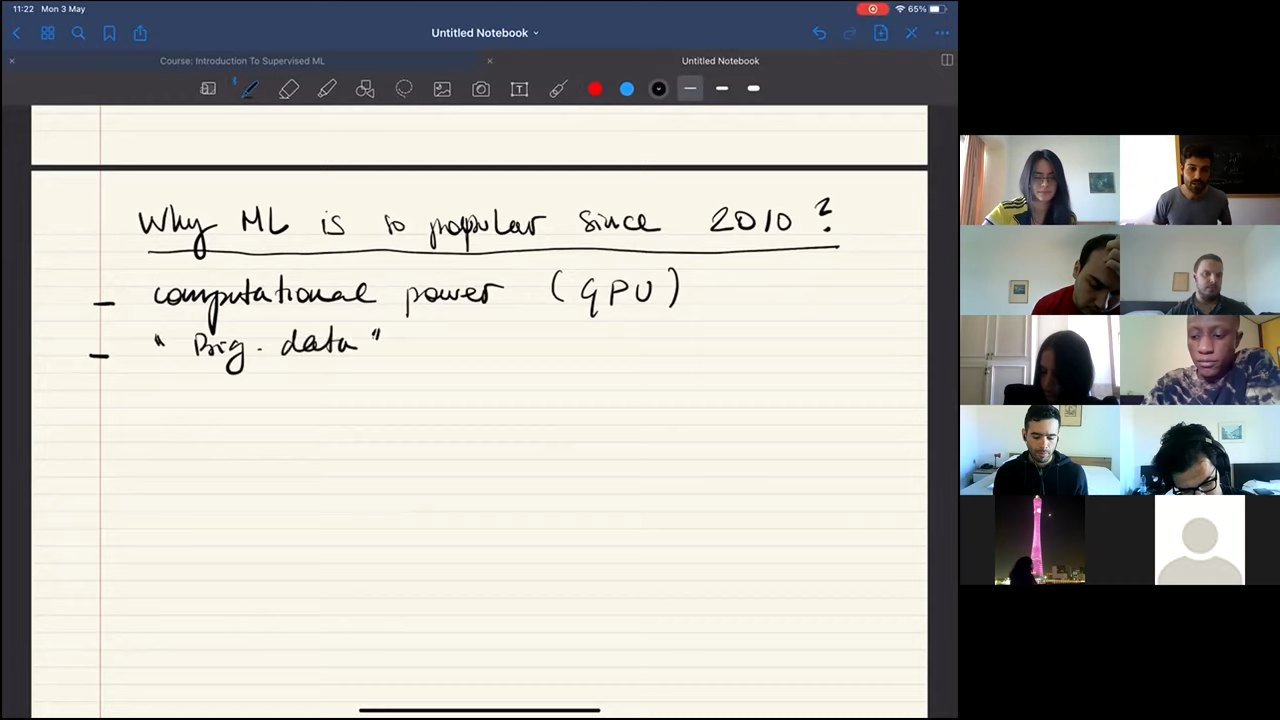 11:22 Mon 3 May
65%
Untitled Notebook
Course: Introduction To Supervised ML
Untitled Notebook
Why ML is so popular since 2010 ?
- computational power (GPU)
- "Big. data"